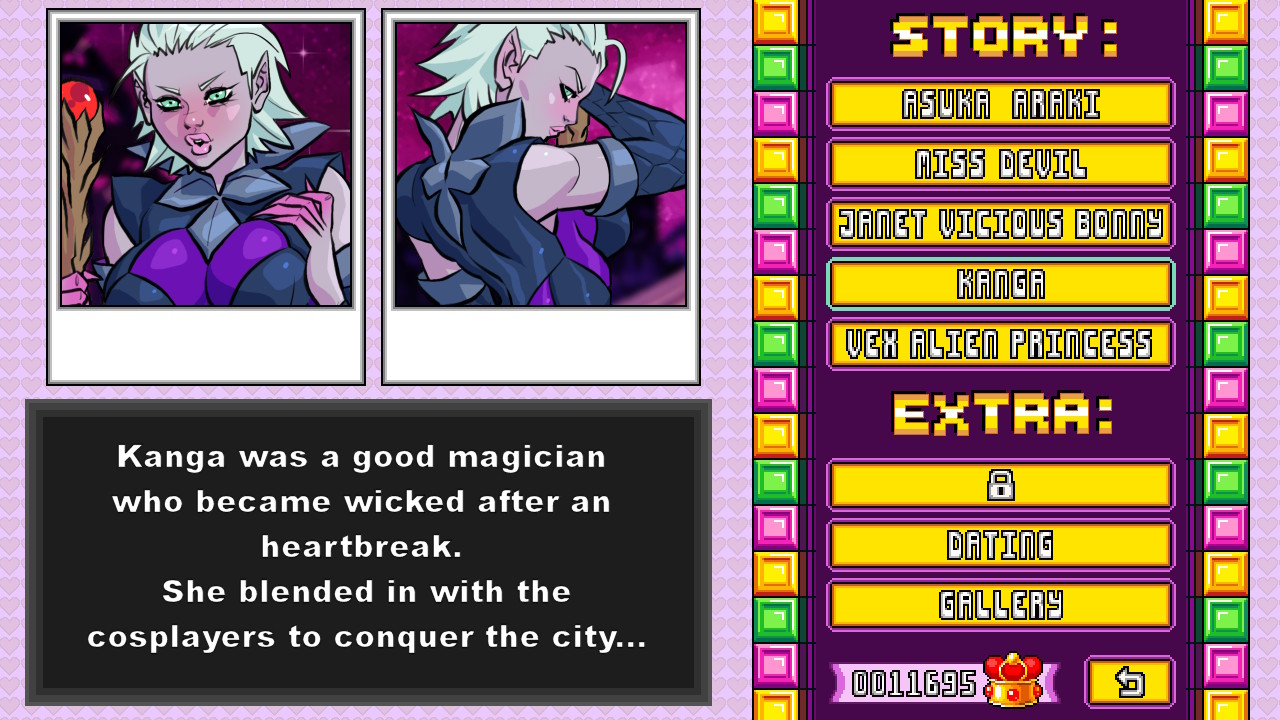 Kanga was a good magician
who became wicked after an
heartbreak.
She blended in with the
cosplayers to conquer the city...
STORY:
ASUKA ARAKI
MISS DEVIL
JANET VICIOUS BONNY
KANGA
VEX ALIEN PRINCESS
EXTRA:
DATING
GALLERY
0011695